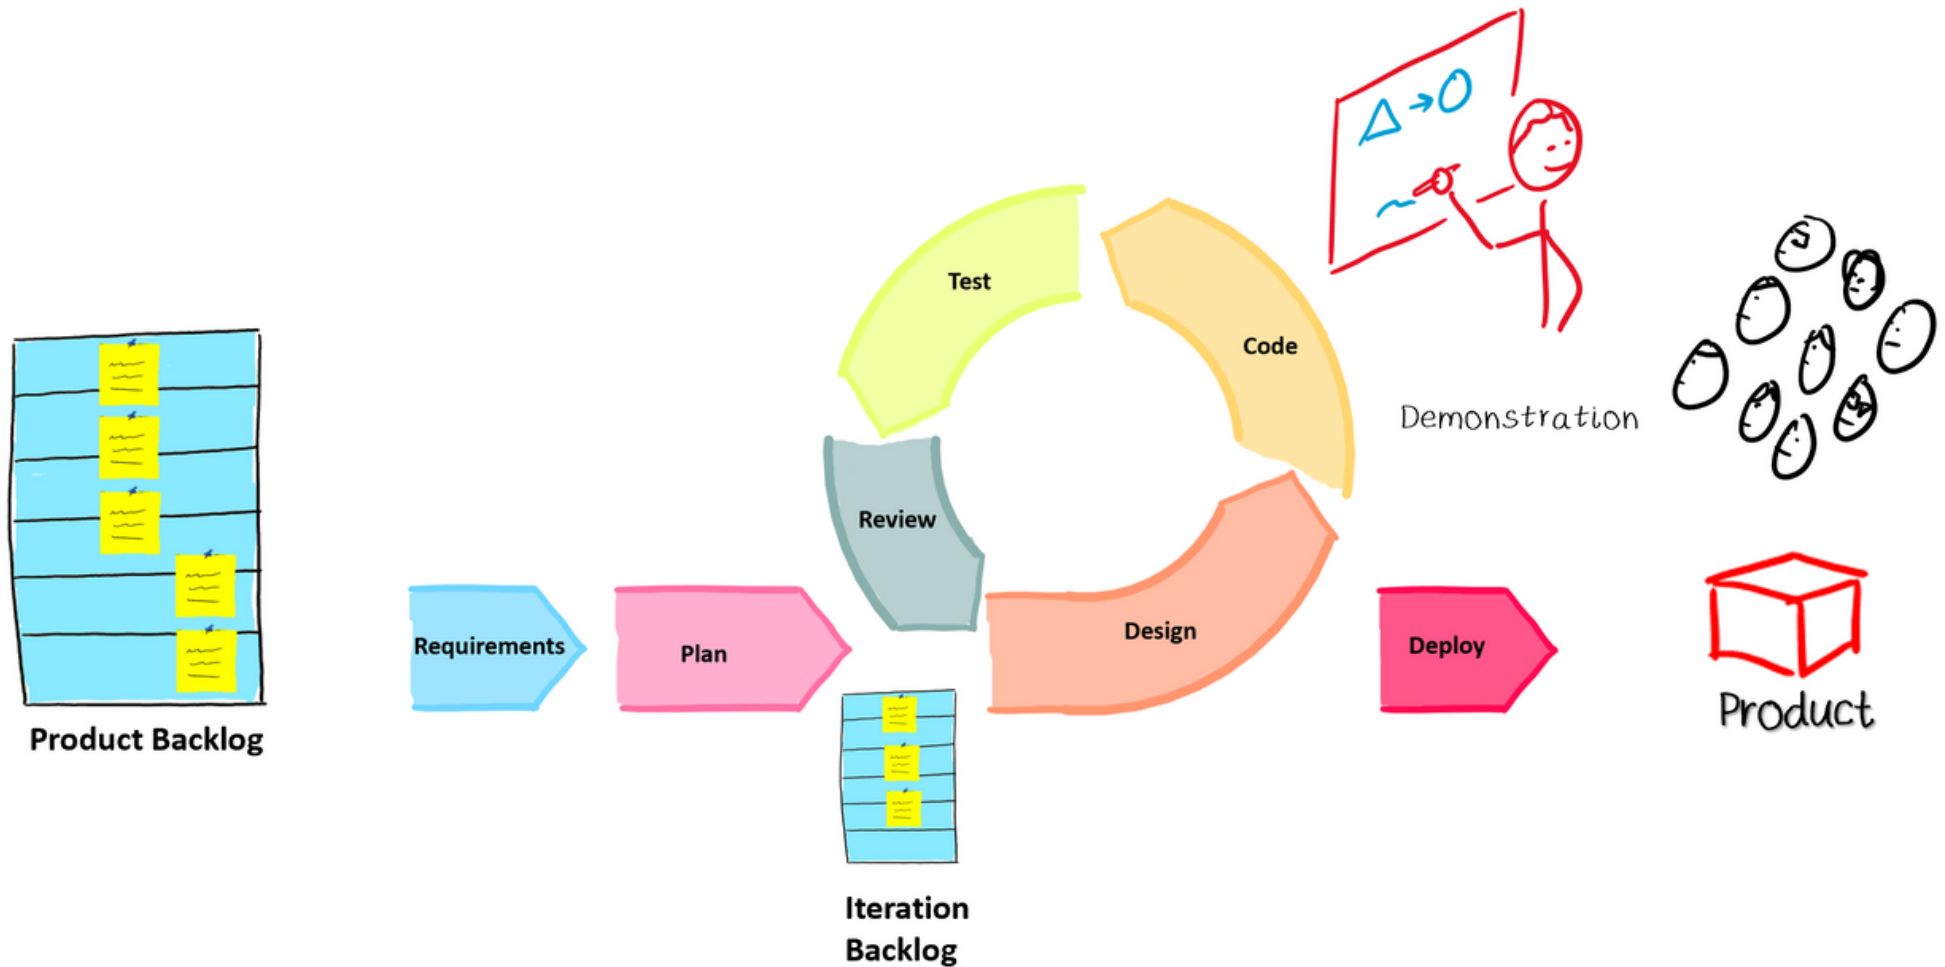 Product Backlog
Requirements
Plan
Iteration
Backlog
Design
Code
Test
Review
Demonstration
Deploy
Product